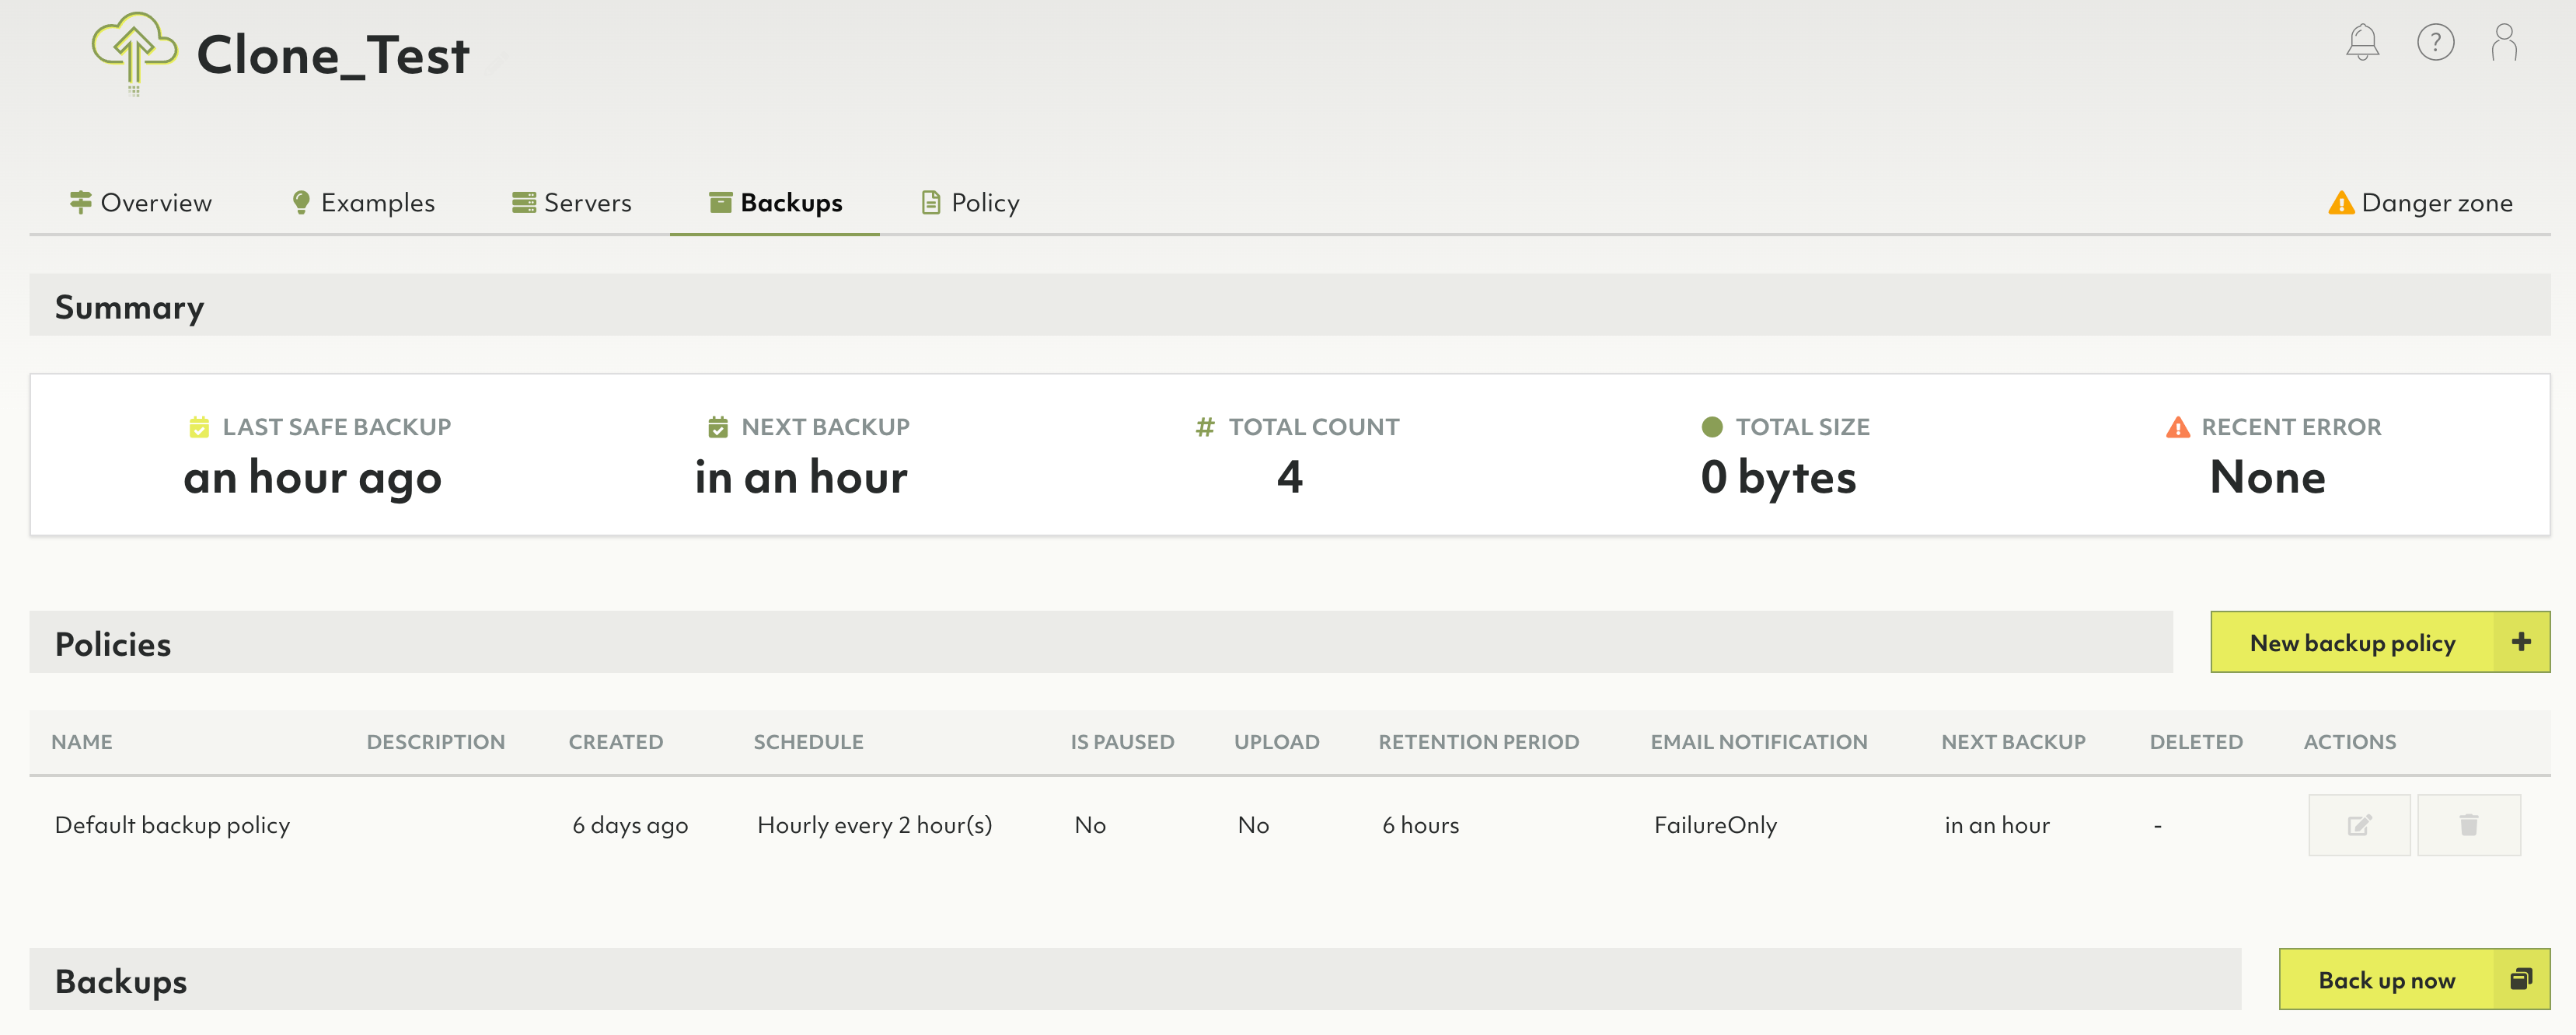 Clone_Test
?
Overview Examples Servers Backups Policy Danger zone
Summary
LAST SAFE BACKUP NEXT BACKUP # TOTAL COUNT TOTAL SIZE RECENT ERROR
an hour ago in an hour 4 0 bytes None
Policies New backup policy +
NAME DESCRIPTION CREATED SCHEDULE IS PAUSED UPLOAD RETENTION PERIOD EMAIL NOTIFICATION NEXT BACKUP DELETED ACTIONS
Default backup policy 6 days ago Hourly every 2 hour(s) No No 6 hours FailureOnly in an hour -
Backups Back up now